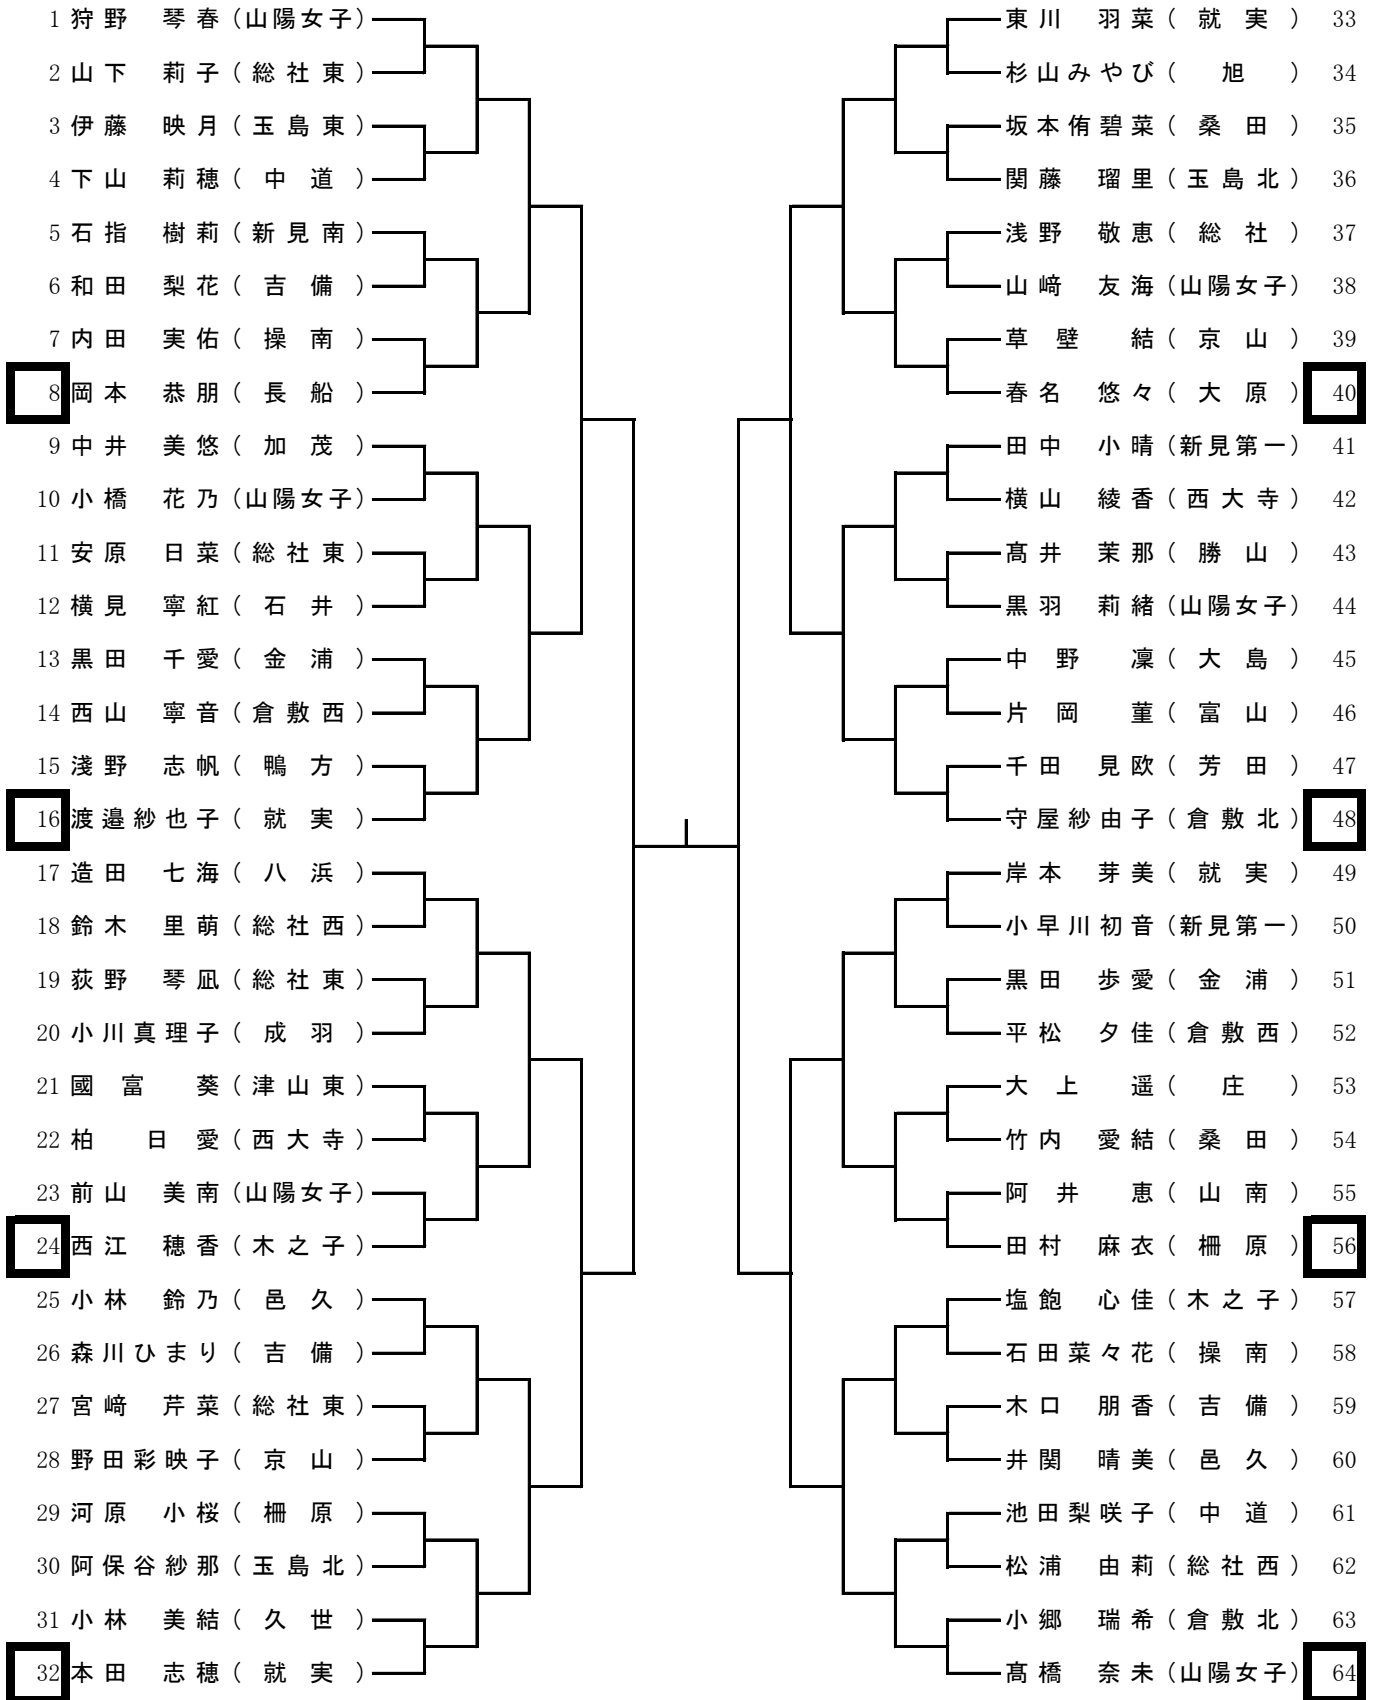 1 狩野 琴春(山陽女子)
2 山下 莉子(総社東)
3 伊藤 映月(玉島東)
4 下山 莉穂(中道)
5 石指 樹莉(新見南)
6 和田 梨花(吉備)
7 内田 実佑(操南)
8 岡本 恭朋(長船)
9 中井 美悠(加茂)
10 小橋 花乃(山陽女子)
11 安原 日菜(総社東)
12 横見 寧紅(石井)
13 黒田 千愛(金浦)
14 西山 寧音(倉敷西)
15 淺野 志帆(鴨方)
16 渡邉紗也子(就実)
17 造田 七海(八浜)
18 鈴木 里萌(総社西)
19 荻野 琴凪(総社東)
20 小川真理子(成羽)
21 國富 葵(津山東)
22 柏 日愛(西大寺)
23 前山 美南(山陽女子)
24 西江 穂香(木之子)
25 小林 鈴乃(邑久)
26 森川ひまり(吉備)
27 宮﨑 芹菜(総社東)
28 野田彩映子(京山)
29 河原 小桜(柵原)
30 阿保谷紗那(玉島北)
31 小林 美結(久世)
32 本田 志穂(就実)
東川 羽菜(就実) 33
杉山みやび(旭) 34
坂本侑碧菜(桑田) 35
関藤 瑠里(玉島北) 36
浅野 敬恵(総社) 37
山﨑 友海(山陽女子) 38
草壁 結(京山) 39
春名 悠々(大原) 40
田中 小晴(新見第一) 41
横山 綾香(西大寺) 42
髙井 茉那(勝山) 43
黒羽 莉緒(山陽女子) 44
中野 凜(大島) 45
片岡 菫(富山) 46
千田 見欧(芳田) 47
守屋紗由子(倉敷北) 48
岸本 芽美(就実) 49
小早川初音(新見第一) 50
黒田 歩愛(金浦) 51
平松 夕佳(倉敷西) 52
大上 遥(庄) 53
竹内 愛結(桑田) 54
阿井 恵(山南) 55
田村 麻衣(柵原) 56
塩飽 心佳(木之子) 57
石田菜々花(操南) 58
木口 朋香(吉備) 59
井関 晴美(邑久) 60
池田梨咲子(中道) 61
松浦 由莉(総社西) 62
小郷 瑞希(倉敷北) 63
髙橋 奈未(山陽女子) 64